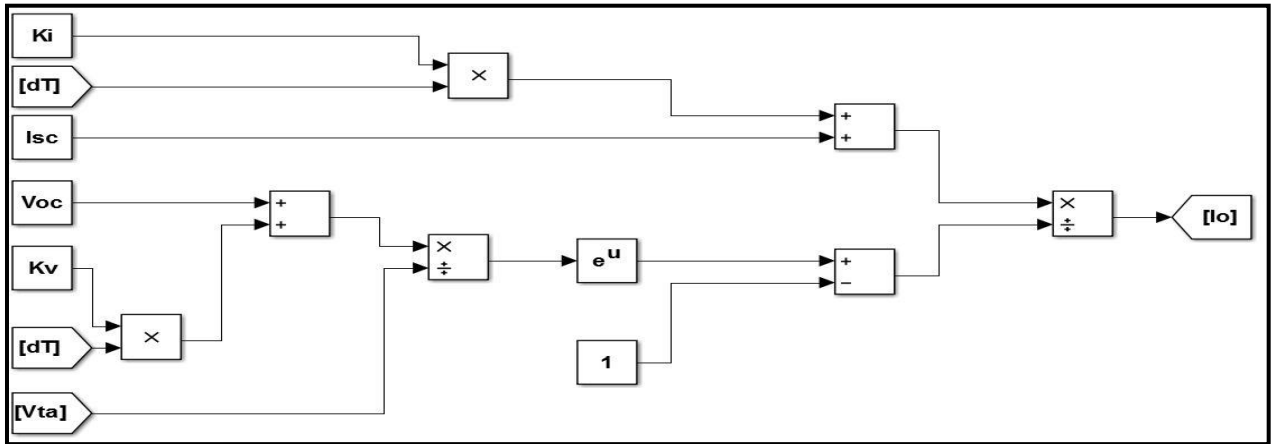 Ki
[dT]
×
Isc
+
+
Voc
+
+
×
÷
[Io]
Kv
×
÷
e^u
+
−
[dT]
×
1
[Vta]